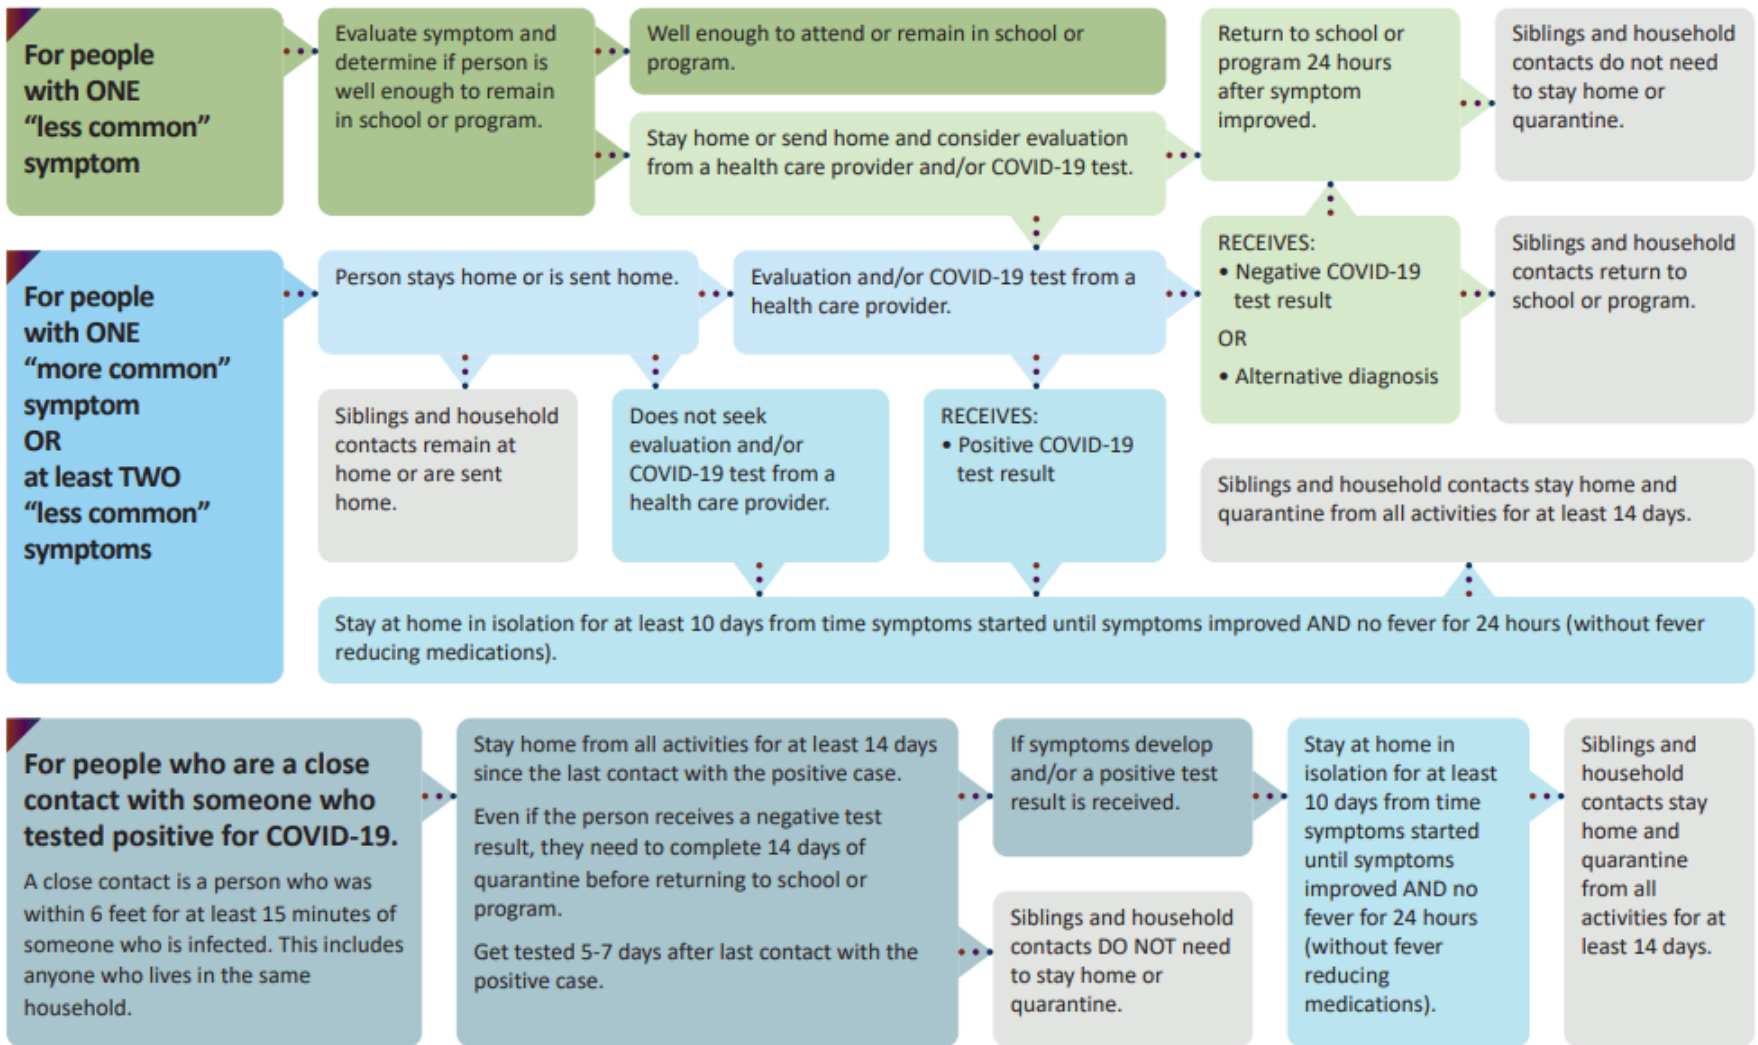 For people
with ONE
“less common”
symptom
Evaluate symptom and
determine if person is
well enough to remain
in school or program.
Well enough to attend or remain in school or
program.
Stay home or send home and consider evaluation
from a health care provider and/or COVID-19 test.
Return to school or
program 24 hours
after symptom
improved.
Siblings and household
contacts do not need
to stay home or
quarantine.
For people
with ONE
“more common”
symptom
OR
at least TWO
“less common”
symptoms
Person stays home or is sent home.
Evaluation and/or COVID-19 test from a
health care provider.
RECEIVES:
• Negative COVID-19
test result
OR
• Alternative diagnosis
Siblings and household
contacts return to
school or program.
Siblings and household
contacts remain at
home or are sent
home.
Does not seek
evaluation and/or
COVID-19 test from a
health care provider.
RECEIVES:
• Positive COVID-19
test result
Siblings and household contacts stay home and
quarantine from all activities for at least 14 days.
Stay at home in isolation for at least 10 days from time symptoms started until symptoms improved AND no fever for 24 hours (without fever
reducing medications).
For people who are a close
contact with someone who
tested positive for COVID-19.
A close contact is a person who was
within 6 feet for at least 15 minutes of
someone who is infected. This includes
anyone who lives in the same
household.
Stay home from all activities for at least 14 days
since the last contact with the positive case.
Even if the person receives a negative test
result, they need to complete 14 days of
quarantine before returning to school or
program.
Get tested 5-7 days after last contact with the
positive case.
If symptoms develop
and/or a positive test
result is received.
Siblings and household
contacts DO NOT need
to stay home or
quarantine.
Stay at home in
isolation for at least
10 days from time
symptoms started
until symptoms
improved AND no
fever for 24 hours
(without fever
reducing
medications).
Siblings and
household
contacts stay
home and
quarantine
from all
activities for at
least 14 days.